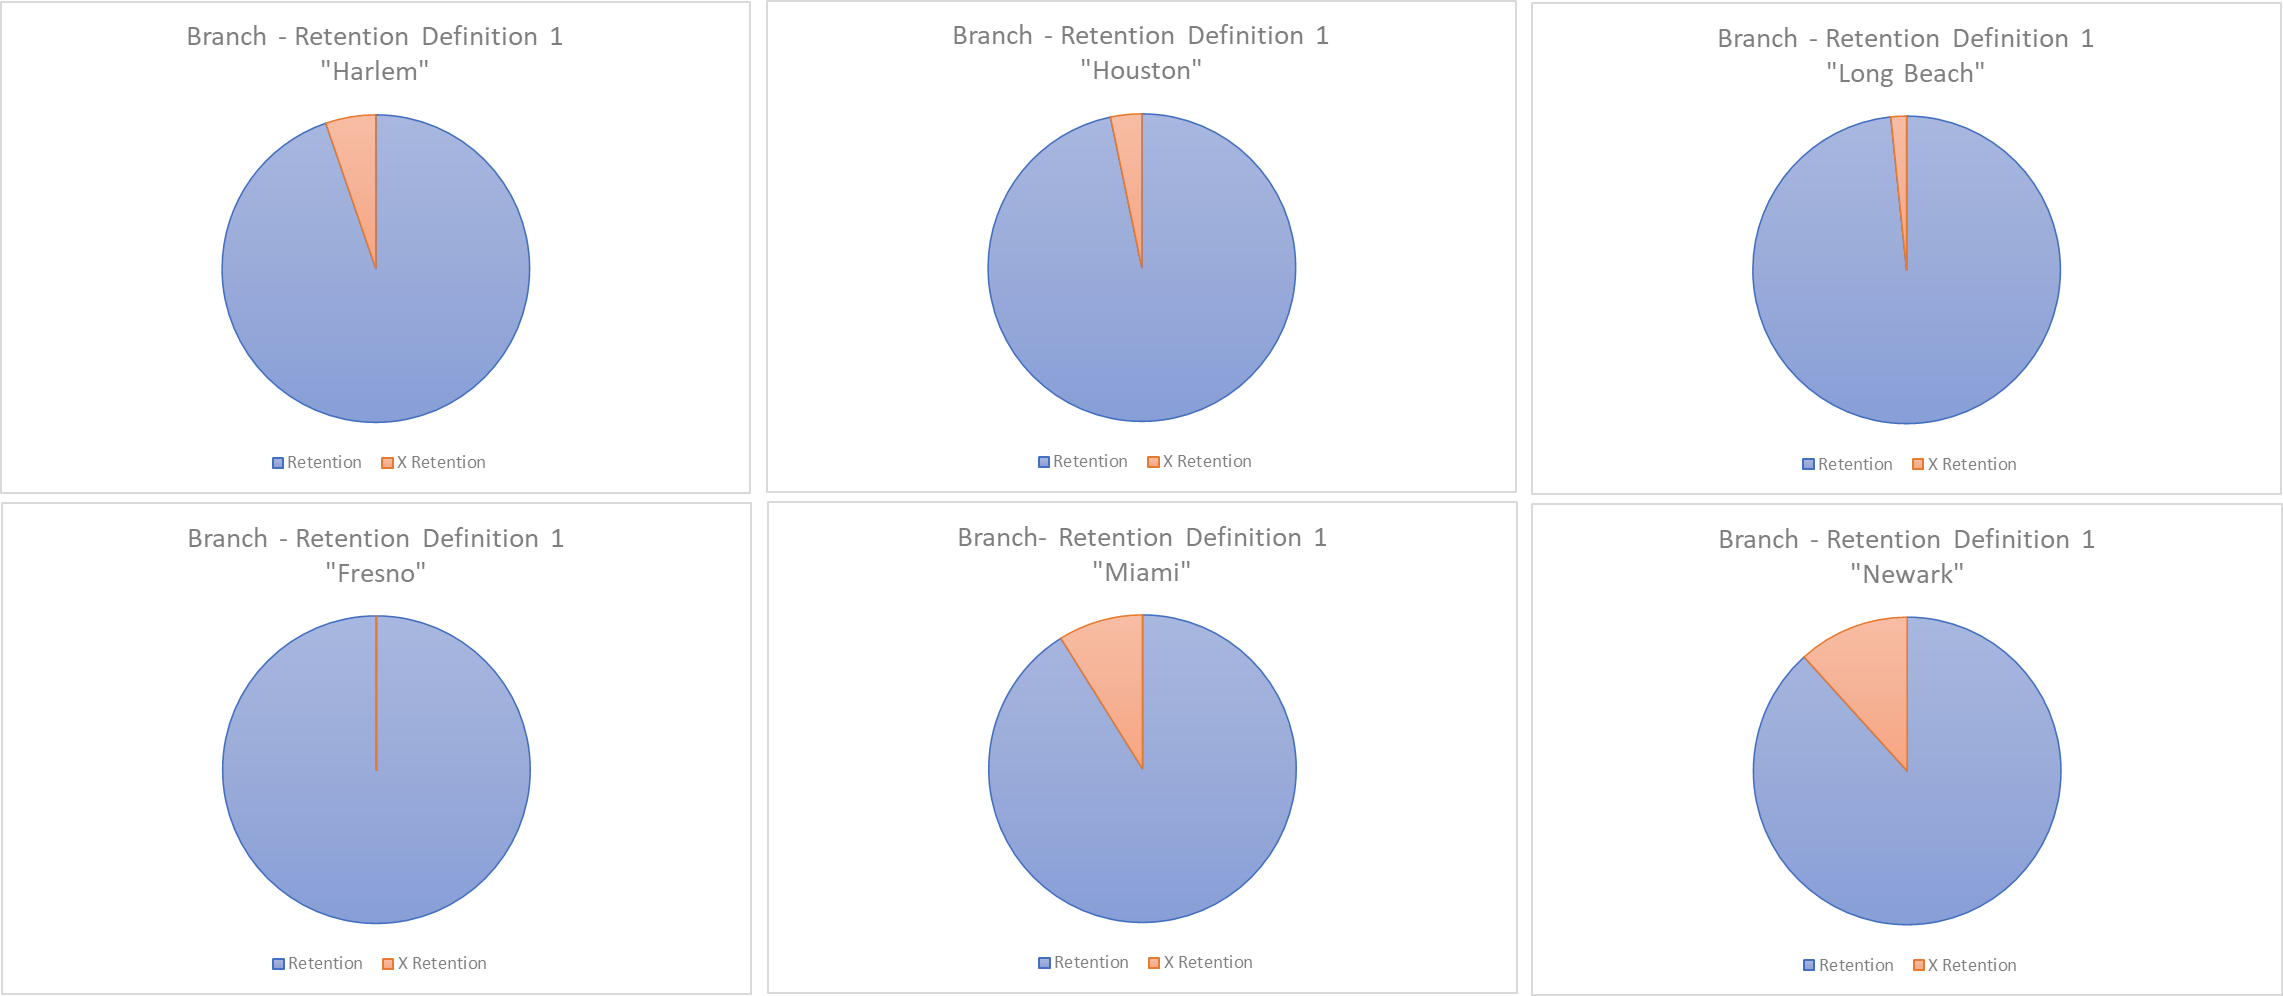 Branch - Retention Definition 1
"Harlem"
Retention X Retention
Branch - Retention Definition 1
"Houston"
Retention X Retention
Branch - Retention Definition 1
"Long Beach"
Retention X Retention
Branch - Retention Definition 1
"Fresno"
Retention X Retention
Branch- Retention Definition 1
"Miami"
Retention X Retention
Branch - Retention Definition 1
"Newark"
Retention X Retention